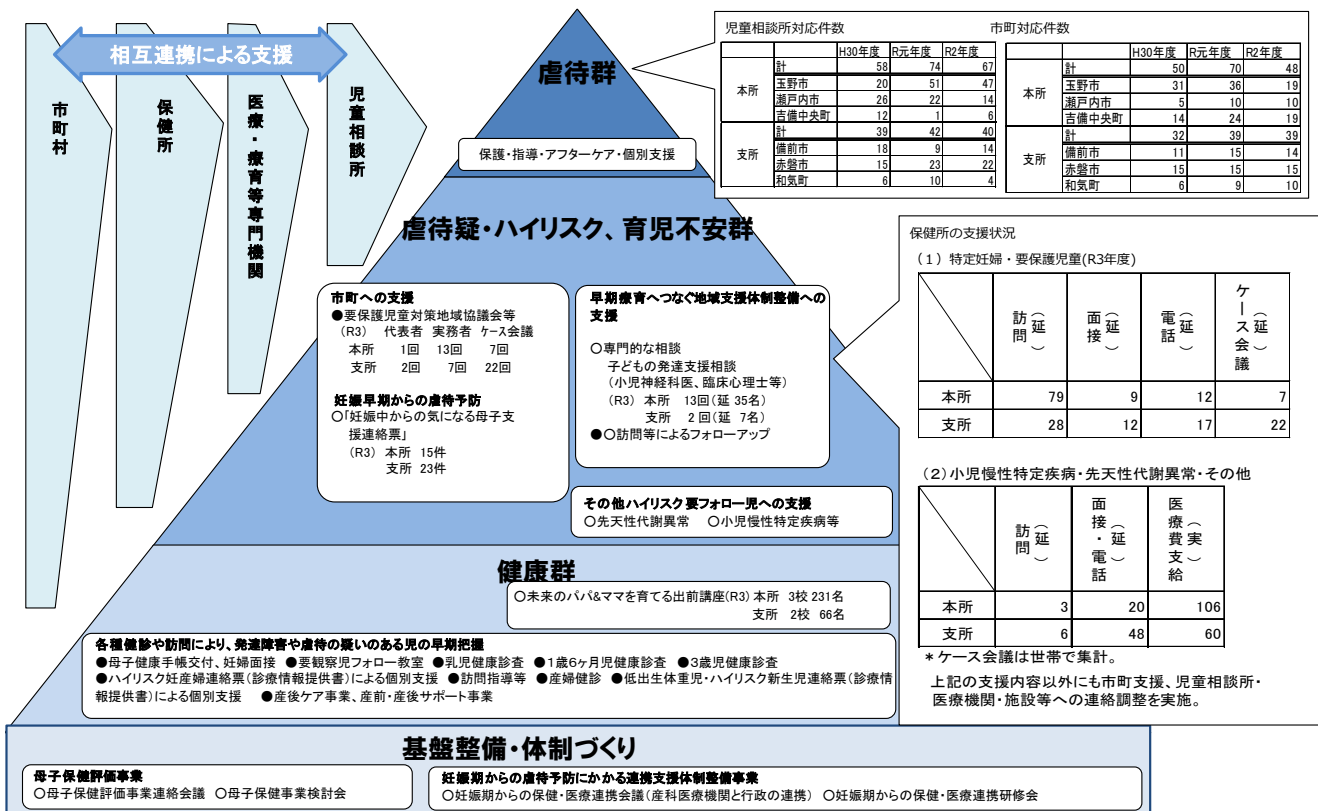 相互連携による支援
市町村
保健所
医療・療育等専門機関
児童相談所
虐待群
保護・指導・アフターケア・個別支援
児童相談所対応件数
H30年度 R元年度 R2年度
本所 計 58 74 67
玉野市 20 51 47
瀬戸内市 26 22 14
吉備中央町 12 1 6
支所 計 39 42 40
備前市 18 9 14
赤磐市 15 23 22
和気町 6 10 4
市町対応件数
H30年度 R元年度 R2年度
本所 計 50 70 48
玉野市 31 36 19
瀬戸内市 5 10 10
吉備中央町 14 24 19
支所 計 32 39 39
備前市 11 15 14
赤磐市 15 15 15
和気町 6 9 10
虐待疑・ハイリスク、育児不安群
市町への支援
●要保護児童対策地域協議会等
(R3) 代表者 実務者 ケース会議
本所 1回 13回 7回
支所 2回 7回 22回
妊娠早期からの虐待予防
○「妊娠中からの気になる母子支
援連絡票」
(R3) 本所 15件
支所 23件
早期療育へつなぐ地域支援体制整備への
支援
○専門的な相談
子どもの発達支援相談
(小児神経科医、臨床心理士等)
(R3) 本所 13回(延 35名)
支所 2回(延 7名)
●○訪問等によるフォローアップ
その他ハイリスク要フォロー児への支援
○先天性代謝異常 ○小児慢性特定疾病等
保健所の支援状況
(1) 特定妊婦・要保護児童(R3年度)
訪問(延) 面接(延) 電話(延) ケース会議(延)
本所 79 9 12 7
支所 28 12 17 22
(2)小児慢性特定疾病・先天性代謝異常・その他
訪問(延) 面接・電話(延) 医療費支給(実)
本所 3 20 106
支所 6 48 60
*ケース会議は世帯で集計。
上記の支援内容以外にも市町支援、児童相談所・
医療機関・施設等への連絡調整を実施。
健康群
○未来のパパ&ママを育てる出前講座(R3) 本所 3校 231名
支所 2校 66名
各種健診や訪問により、発達障害や虐待の疑いのある児の早期把握
●母子健康手帳交付、妊婦面接 ●要観察児フォロー教室 ●乳児健康診査 ●1歳6ヶ月児健康診査 ●3歳児健康診査
●ハイリスク妊産婦連絡票(診療情報提供書)による個別支援 ●訪問指導等 ●産婦健診 ●低出生体重児・ハイリスク新生児連絡票(診療情
報提供書)による個別支援 ●産後ケア事業、産前・産後サポート事業
基盤整備・体制づくり
母子保健評価事業
○母子保健評価事業連絡会議 ○母子保健事業検討会
妊娠期からの虐待予防にかかる連携支援体制整備事業
○妊娠期からの保健・医療連携会議(産科医療機関と行政の連携) ○妊娠期からの保健・医療連携研修会